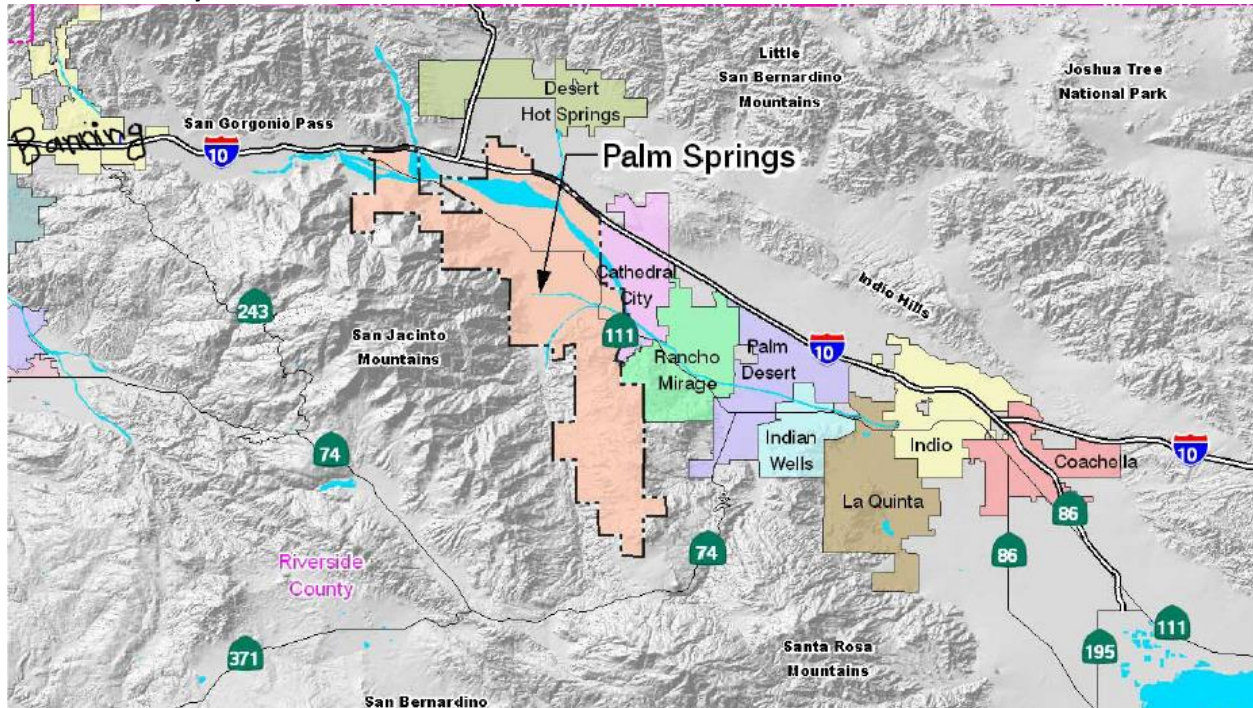 Little
San Bernardino
Mountains
Joshua Tree
National Park
Desert
Hot Springs
San Gorgonio Pass
Banning
10
Palm Springs
Cathedral
City
Indio Hills
243
San Jacinto
Mountains
111
Rancho
Mirage
Palm
Desert
10
Indian
Wells
Indio
Coachella
10
74
La Quinta
86
74
86
Riverside
County
111
195
371
Santa Rosa
Mountains
San Bernardino